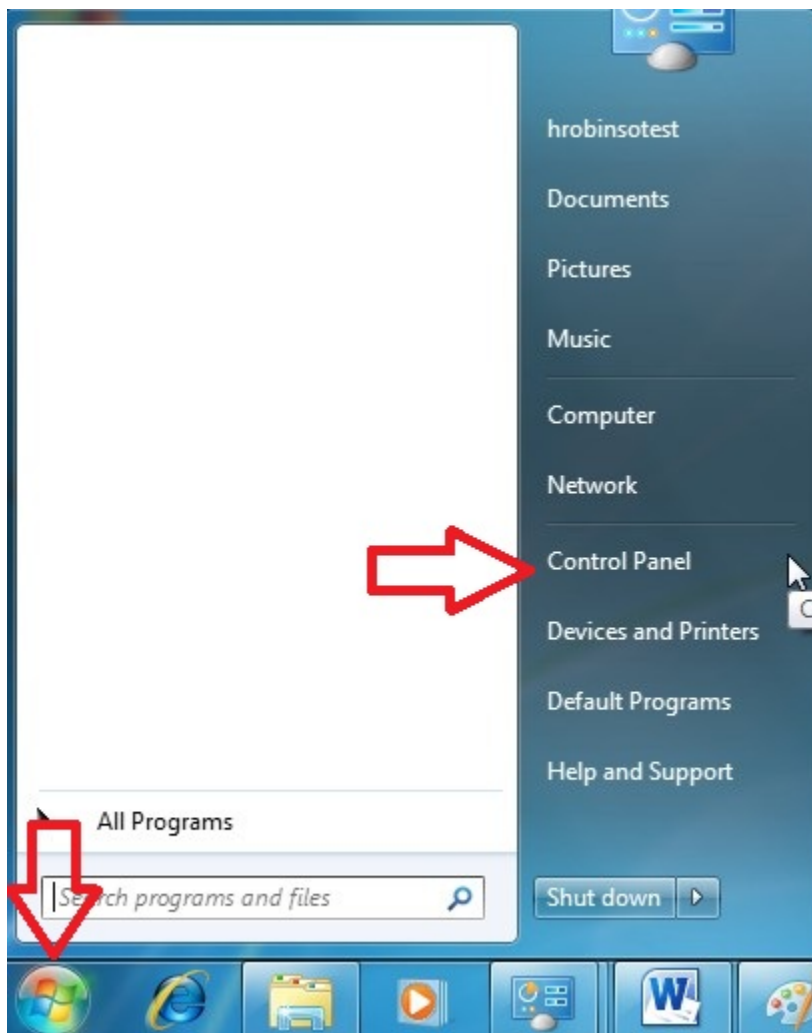 hrobinsotest
Documents
Pictures
Music
Computer
Network
Control Panel
Devices and Printers
Default Programs
Help and Support
All Programs
Search programs and files
Shut down
W